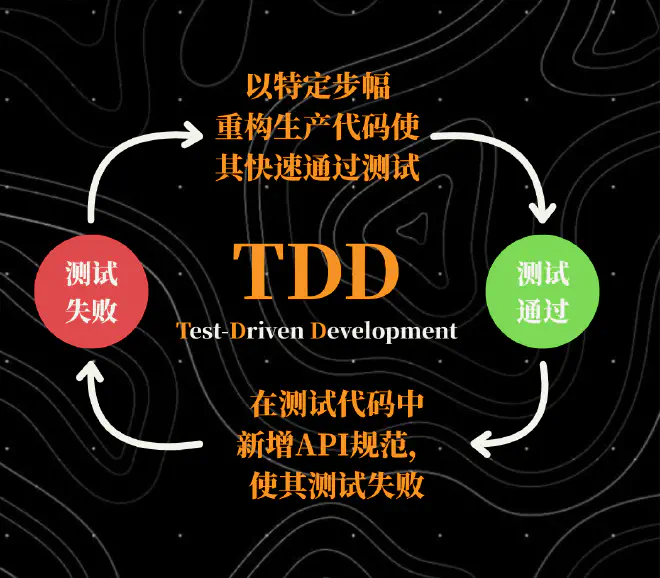 以特定步幅
重构生产代码使
其快速通过测试
测试
失败
TDD
Test-Driven Development
测试
通过
在测试代码中
新增API规范,
使其测试失败